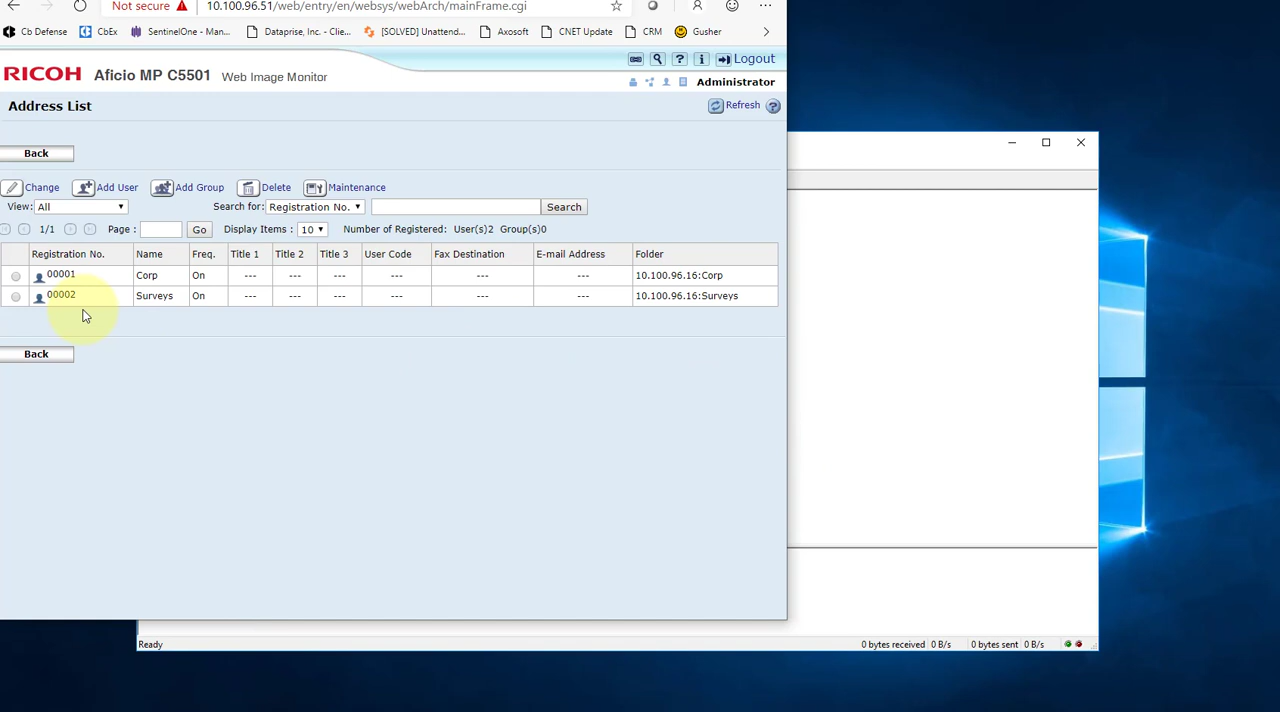 Not secure 10.100.96.51/web/entry/en/websys/webArch/mainFrame.cgi
Cb Defense CbEx SentinelOne - Man... Dataprise, Inc. - Clie... [SOLVED] Unattend... Axosoft CNET Update CRM Gusher
Logout
RICOH Aficio MP C5501 Web Image Monitor
Administrator
Address List
Refresh
Back
Change Add User Add Group Delete Maintenance
View: All Search for: Registration No. Search
1/1 Page : Go Display Items : 10 Number of Registered: User(s)2 Group(s)0
Registration No. Name Freq. Title 1 Title 2 Title 3 User Code Fax Destination E-mail Address Folder
00001 Corp On --- --- --- --- --- --- 10.100.96.16:Corp
00002 Surveys On --- --- --- --- --- --- 10.100.96.16:Surveys
Back
Ready 0 bytes received 0 B/s 0 bytes sent 0 B/s